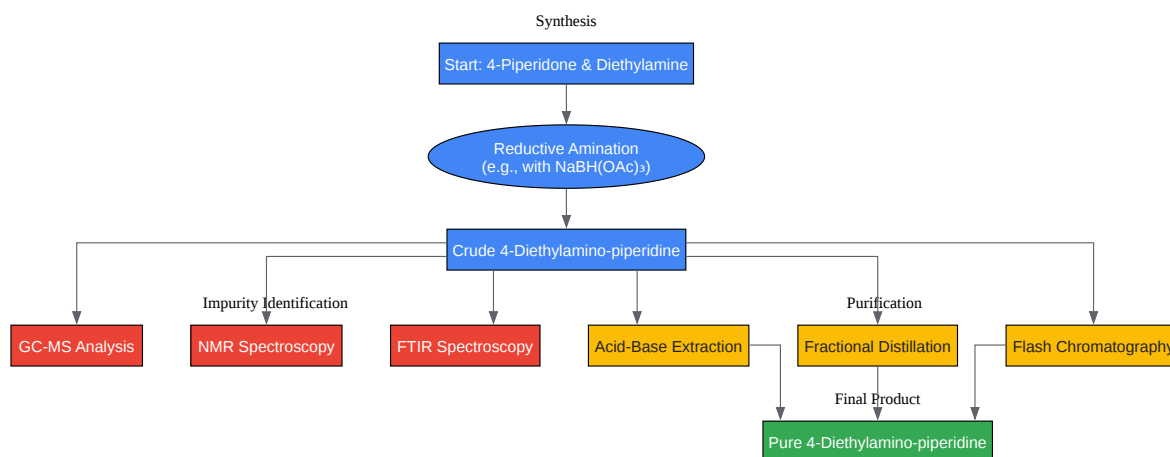 Synthesis
Start: 4-Piperidone & Diethylamine
Reductive Amination
(e.g., with NaBH(OAc)₃)
Crude 4-Diethylamino-piperidine
Impurity Identification
Purification
GC-MS Analysis
NMR Spectroscopy
FTIR Spectroscopy
Acid-Base Extraction
Fractional Distillation
Flash Chromatography
Final Product
Pure 4-Diethylamino-piperidine